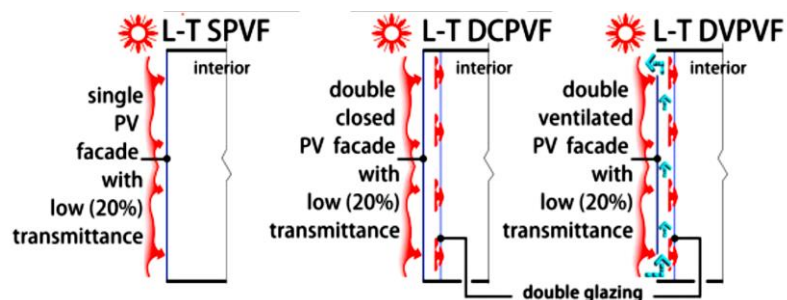 L-T SPVF
interior
single
PV
facade
with
low (20%)
transmittance
L-T DCPVF
interior
double
closed
PV facade
with
low (20%)
transmittance
L-T DVPVF
interior
double
ventilated
PV facade
with
low (20%)
transmittance
double glazing